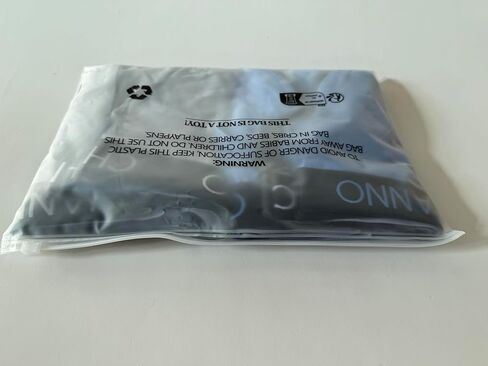 WARNING:
TO AVOID DANGER OF SUFFOCATION, KEEP THIS PLASTIC
BAG AWAY FROM BABIES AND CHILDREN. DO NOT USE THIS
BAG IN CRIBS, BEDS, CARRIES OR PLAYPENS.
THIS BAG IS NOT A TOY!
ANNO